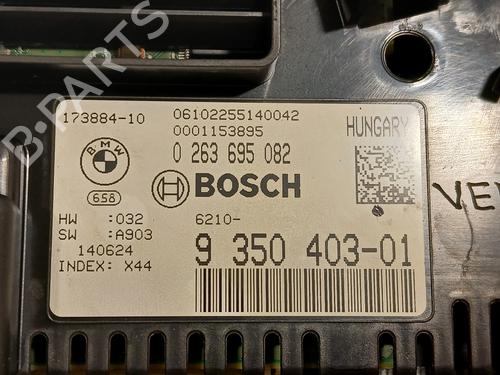 173884-10
06102255140042
0001153895
HUNGARY
BMW
658
0 263 695 082
BOSCH
HW :032
SW :A903
140624
INDEX: X44
6210-
9 350 403-01
B-PARTS